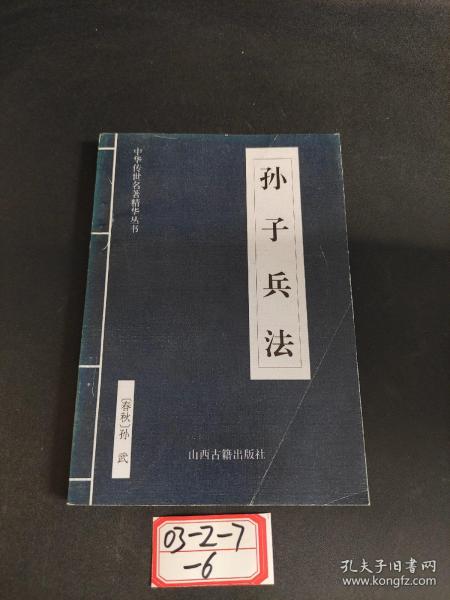 中华传世名著精华丛书
孙子兵法
〔春秋〕孙 武
山西古籍出版社
03-2-7
-6
孔夫子旧书网
www.kongfz.com